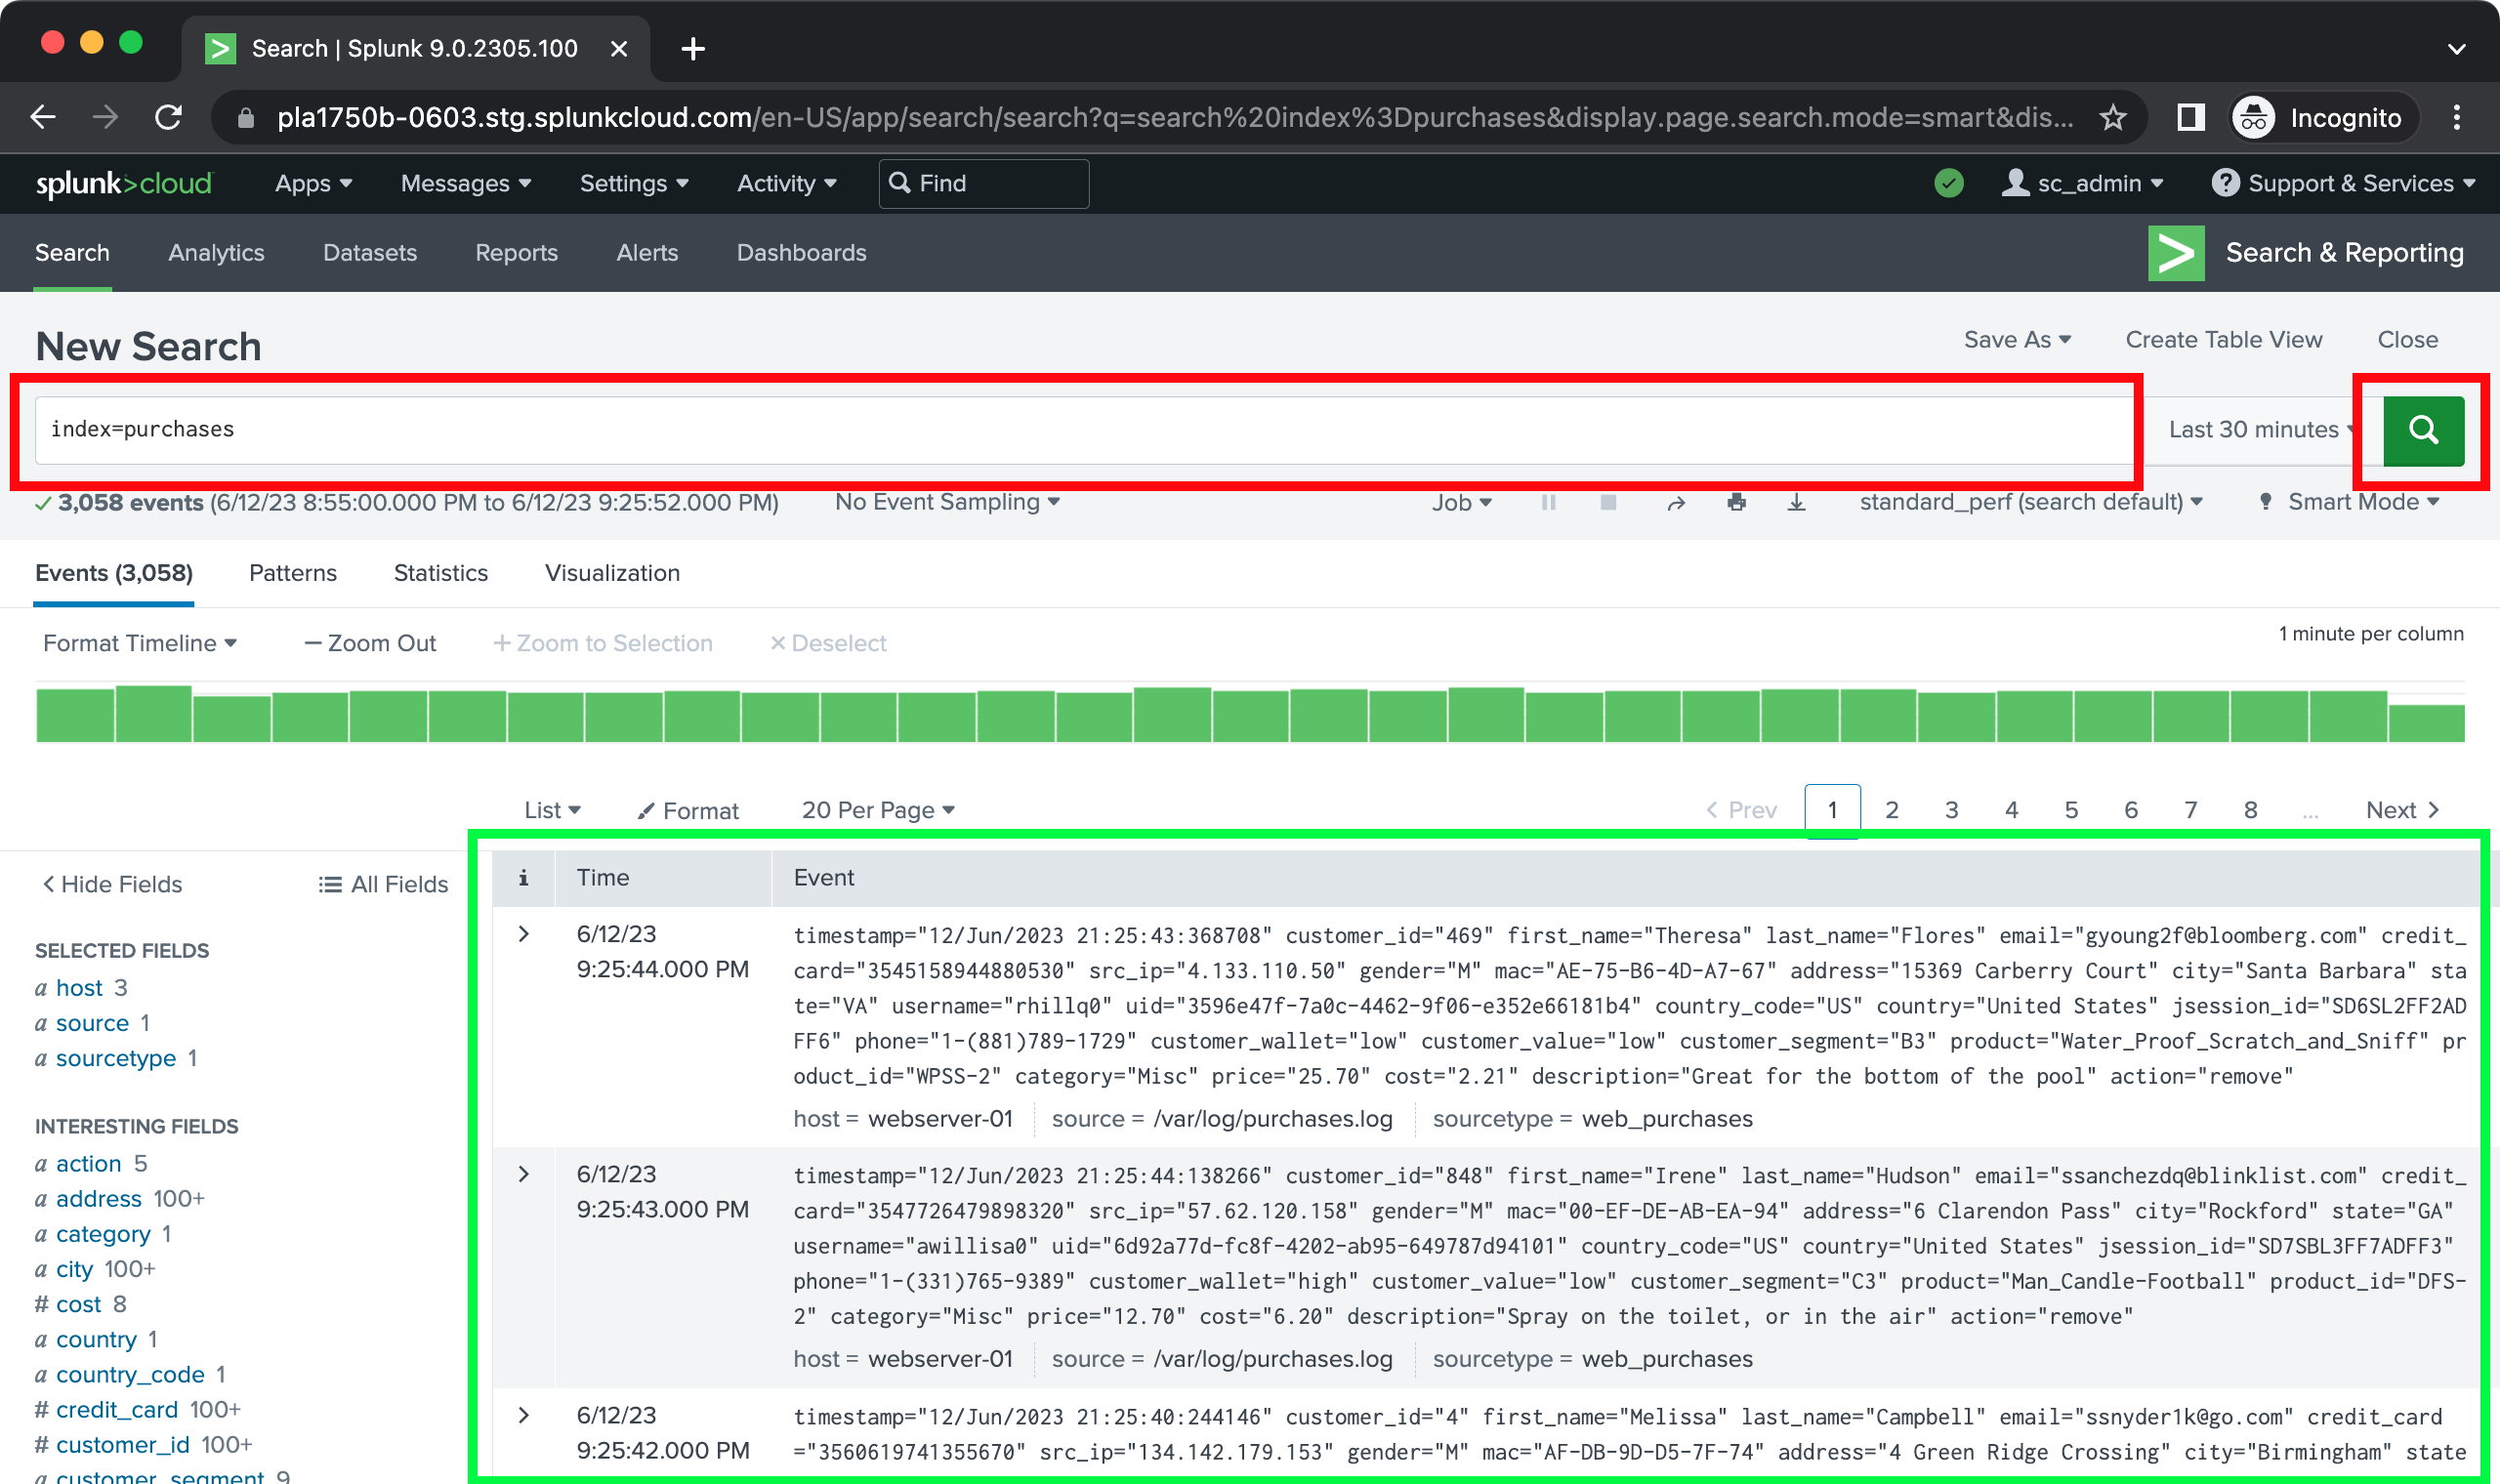 Search | Splunk 9.0.2305.100
pla1750b-0603.stg.splunkcloud.com/en-US/app/search/search?q=search%20index%3Dpurchases&display.page.search.mode=smart&dis...
Incognito
splunk>cloud Apps Messages Settings Activity Find sc_admin Support & Services
Search Analytics Datasets Reports Alerts Dashboards Search & Reporting
New Search
Save As Create Table View Close
index=purchases
Last 30 minutes
3,058 events (6/12/23 8:55:00.000 PM to 6/12/23 9:25:52.000 PM) No Event Sampling Job standard_perf (search default) Smart Mode
Events (3,058) Patterns Statistics Visualization
Format Timeline — Zoom Out + Zoom to Selection × Deselect 1 minute per column
List Format 20 Per Page < Prev 1 2 3 4 5 6 7 8 ... Next >
< Hide Fields All Fields
SELECTED FIELDS
a host 3
a source 1
a sourcetype 1
INTERESTING FIELDS
a action 5
a address 100+
a category 1
a city 100+
# cost 8
a country 1
a country_code 1
# credit_card 100+
# customer_id 100+
a customer_segment 9
i Time Event
6/12/23
9:25:44.000 PM
timestamp="12/Jun/2023 21:25:43:368708" customer_id="469" first_name="Theresa" last_name="Flores" email="gyoung2f@bloomberg.com" credit_
card="3545158944880530" src_ip="4.133.110.50" gender="M" mac="AE-75-B6-4D-A7-67" address="15369 Carberry Court" city="Santa Barbara" sta
te="VA" username="rhillq0" uid="3596e47f-7a0c-4462-9f06-e352e66181b4" country_code="US" country="United States" jsession_id="SD6SL2FF2AD
FF6" phone="1-(881)789-1729" customer_wallet="low" customer_value="low" customer_segment="B3" product="Water_Proof_Scratch_and_Sniff" pr
oduct_id="WPSS-2" category="Misc" price="25.70" cost="2.21" description="Great for the bottom of the pool" action="remove"
host = webserver-01 source = /var/log/purchases.log sourcetype = web_purchases
6/12/23
9:25:43.000 PM
timestamp="12/Jun/2023 21:25:44:138266" customer_id="848" first_name="Irene" last_name="Hudson" email="ssanchezdq@blinklist.com" credit_
card="3547726479898320" src_ip="57.62.120.158" gender="M" mac="00-EF-DE-AB-EA-94" address="6 Clarendon Pass" city="Rockford" state="GA"
username="awillisa0" uid="6d92a77d-fc8f-4202-ab95-649787d94101" country_code="US" country="United States" jsession_id="SD7SBL3FF7ADFF3"
phone="1-(331)765-9389" customer_wallet="high" customer_value="low" customer_segment="C3" product="Man_Candle-Football" product_id="DFS-
2" category="Misc" price="12.70" cost="6.20" description="Spray on the toilet, or in the air" action="remove"
host = webserver-01 source = /var/log/purchases.log sourcetype = web_purchases
6/12/23
9:25:42.000 PM
timestamp="12/Jun/2023 21:25:40:244146" customer_id="4" first_name="Melissa" last_name="Campbell" email="ssnyder1k@go.com" credit_card
="3560619741355670" src_ip="134.142.179.153" gender="M" mac="AF-DB-9D-D5-7F-74" address="4 Green Ridge Crossing" city="Birmingham" state